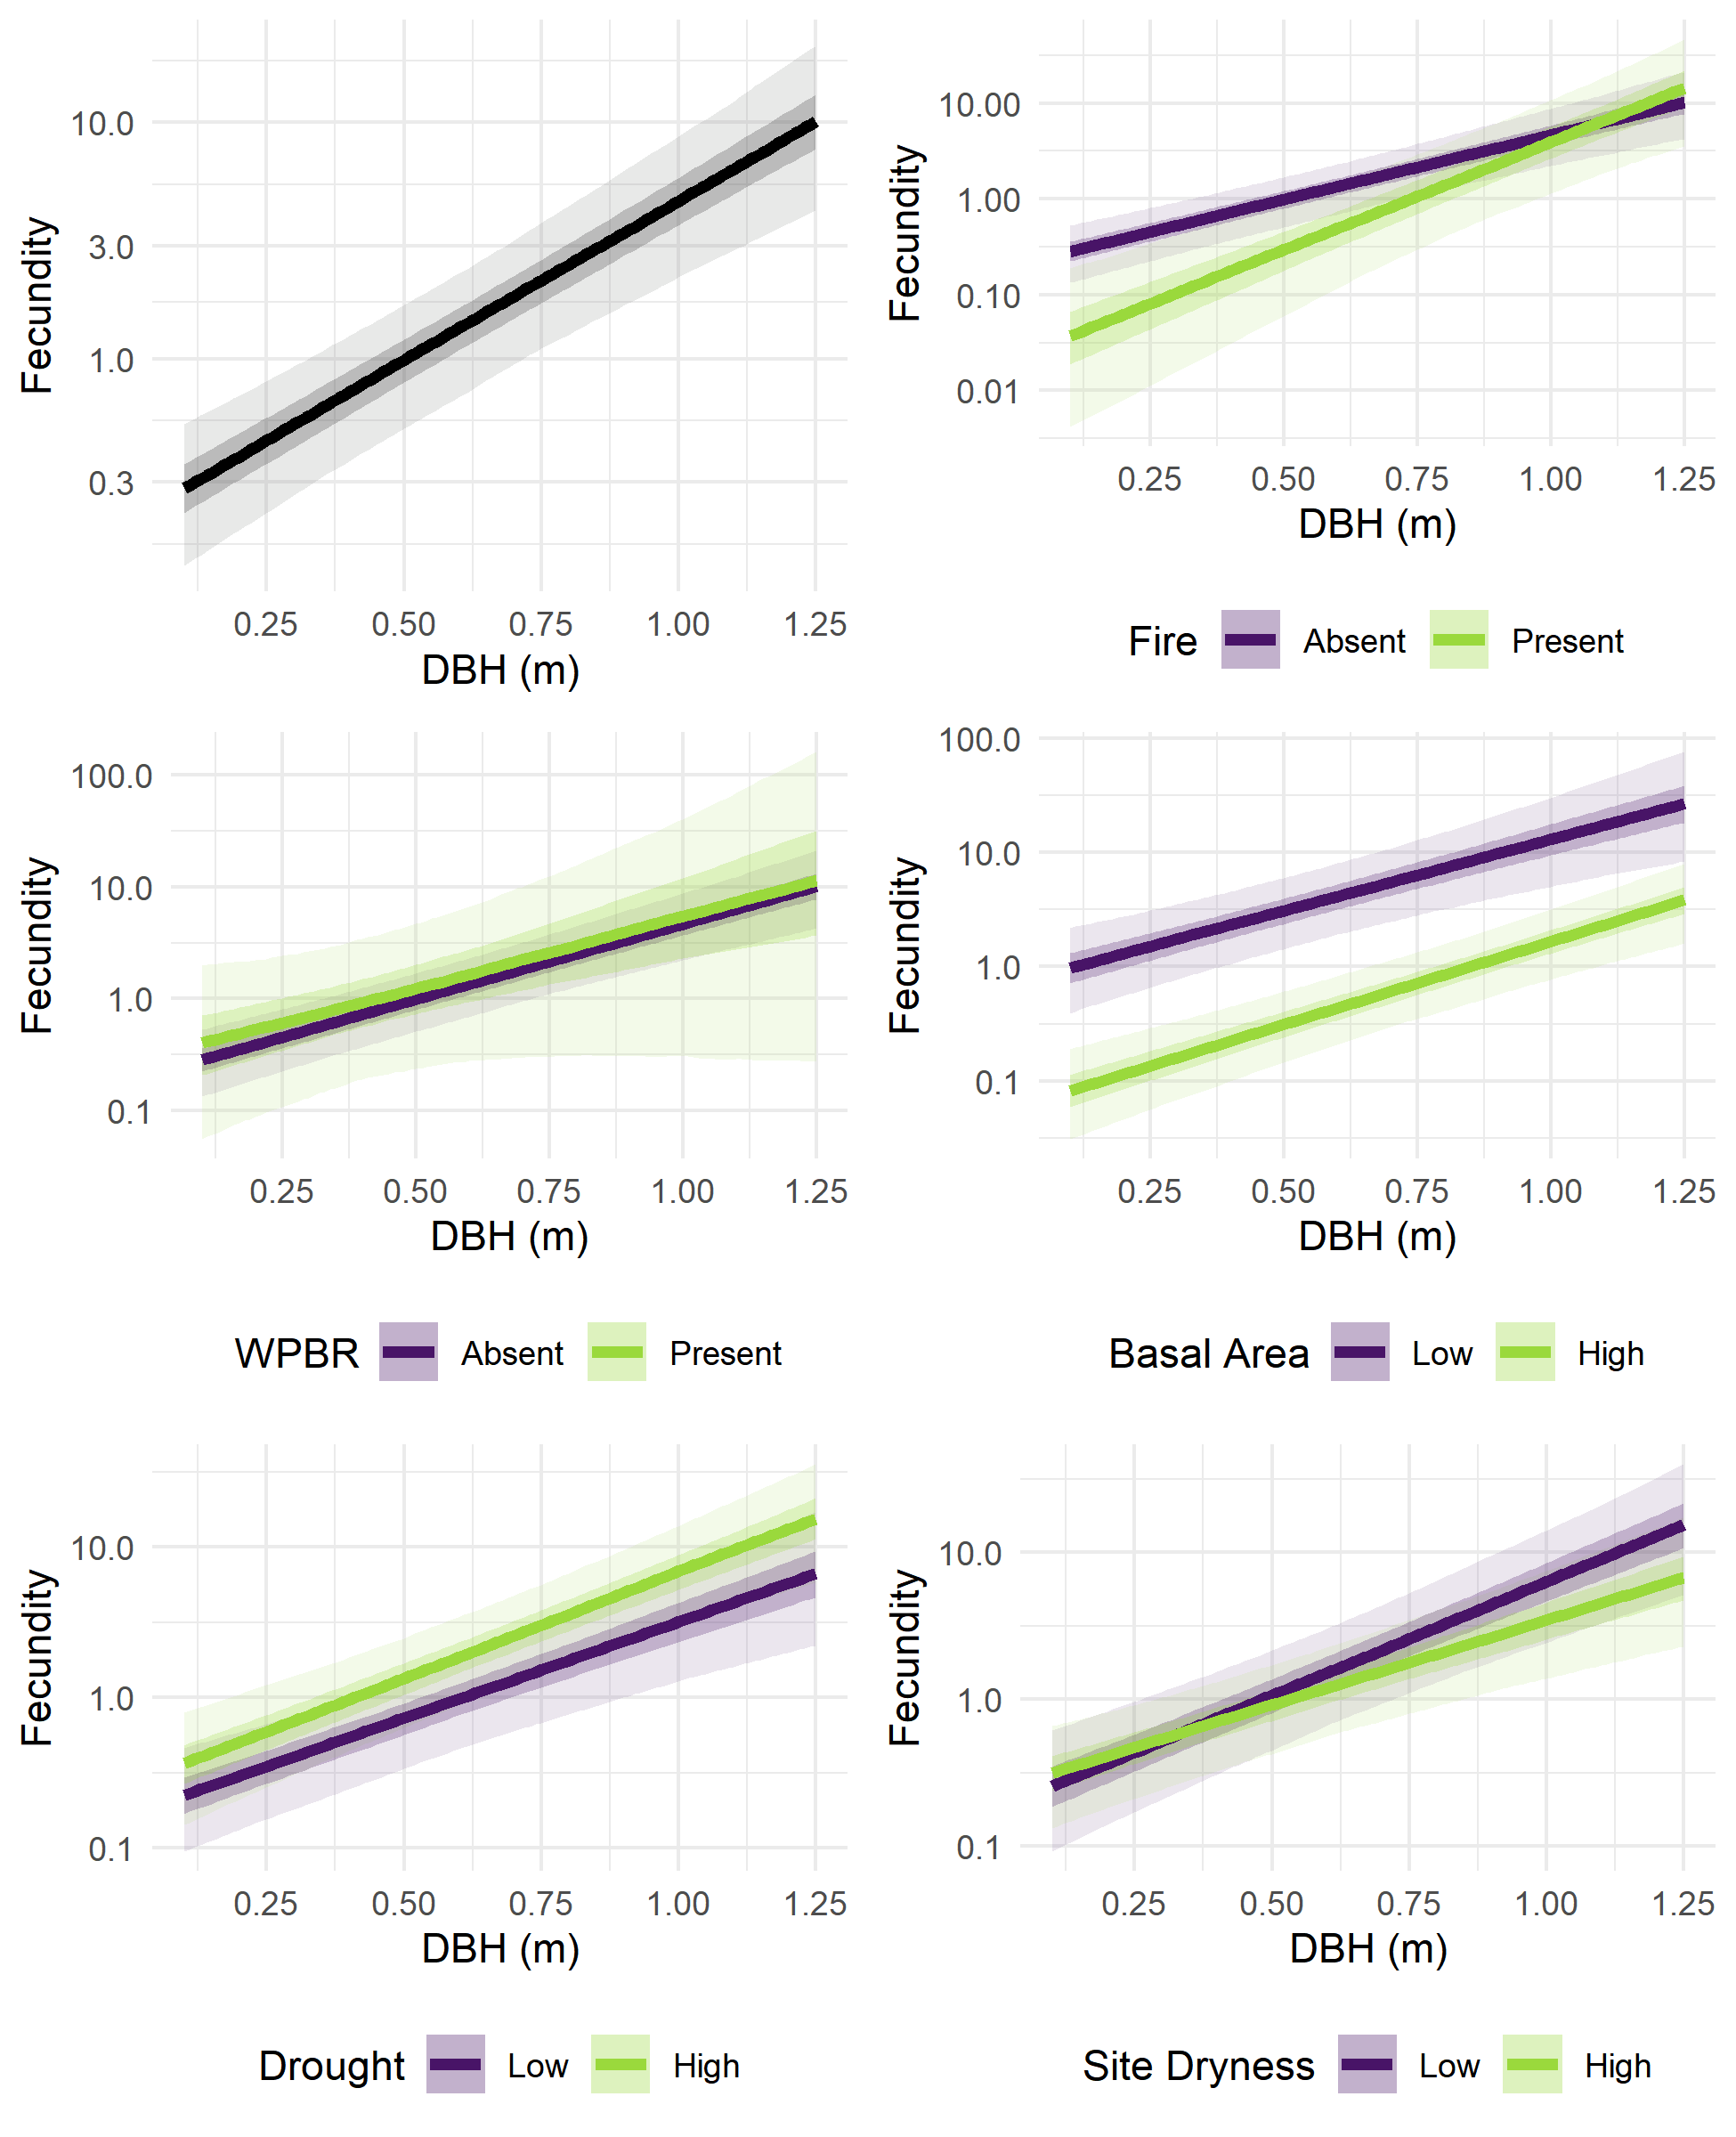 Fecundity
10.0
3.0
1.0
0.3
0.25 0.50 0.75 1.00 1.25
DBH (m)
Fecundity
10.00
1.00
0.10
0.01
0.25 0.50 0.75 1.00 1.25
DBH (m)
Fire Absent Present
Fecundity
100.0
10.0
1.0
0.1
0.25 0.50 0.75 1.00 1.25
DBH (m)
WPBR Absent Present
Fecundity
100.0
10.0
1.0
0.1
0.25 0.50 0.75 1.00 1.25
DBH (m)
Basal Area Low High
Fecundity
10.0
1.0
0.1
0.25 0.50 0.75 1.00 1.25
DBH (m)
Drought Low High
Fecundity
10.0
1.0
0.1
0.25 0.50 0.75 1.00 1.25
DBH (m)
Site Dryness Low High